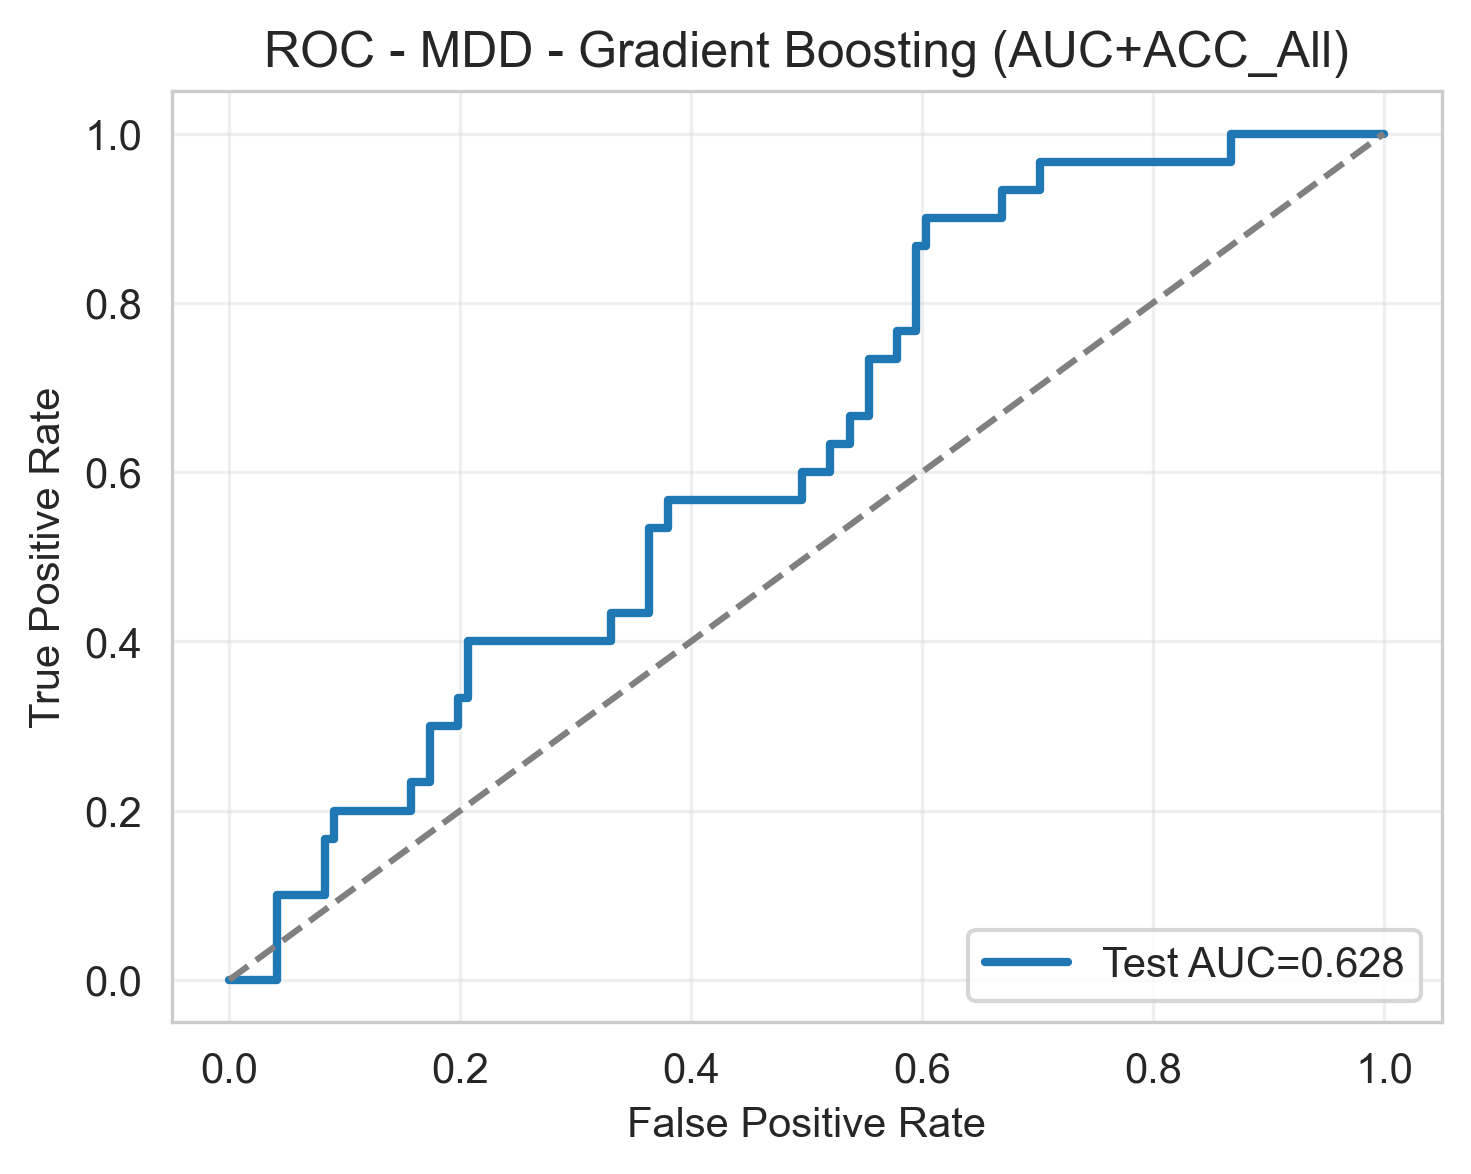 ROC - MDD - Gradient Boosting (AUC+ACC_All)
True Positive Rate
1.0
0.8
0.6
0.4
0.2
0.0
Test AUC=0.628
0.0 0.2 0.4 0.6 0.8 1.0
False Positive Rate